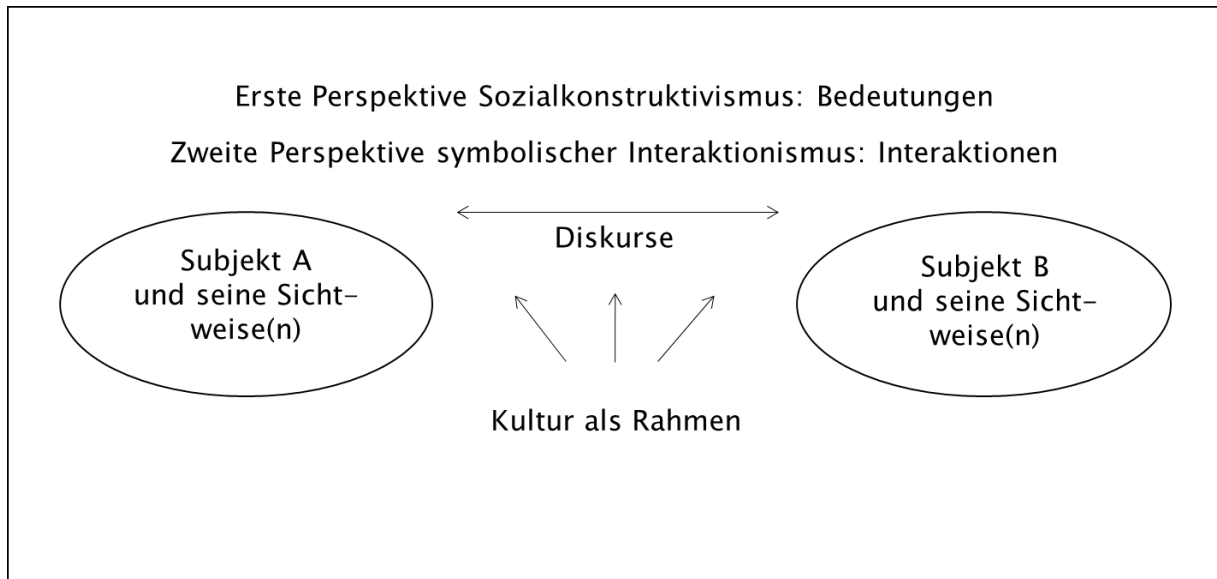 Erste Perspektive Sozialkonstruktivismus: Bedeutungen
Zweite Perspektive symbolischer Interaktionismus: Interaktionen
Diskurse
Subjekt A
und seine Sicht-
weise(n)
Subjekt B
und seine Sicht-
weise(n)
Kultur als Rahmen